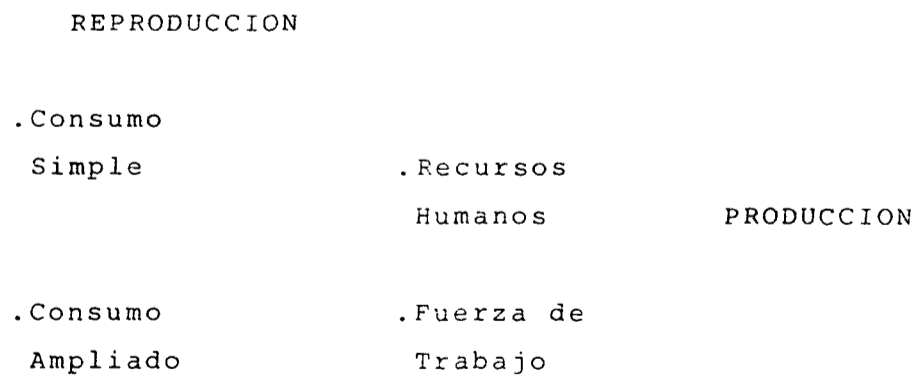 REPRODUCCION
.Consumo
Simple .Recursos
Humanos PRODUCCION
.Consumo .Fuerza de
Ampliado Trabajo